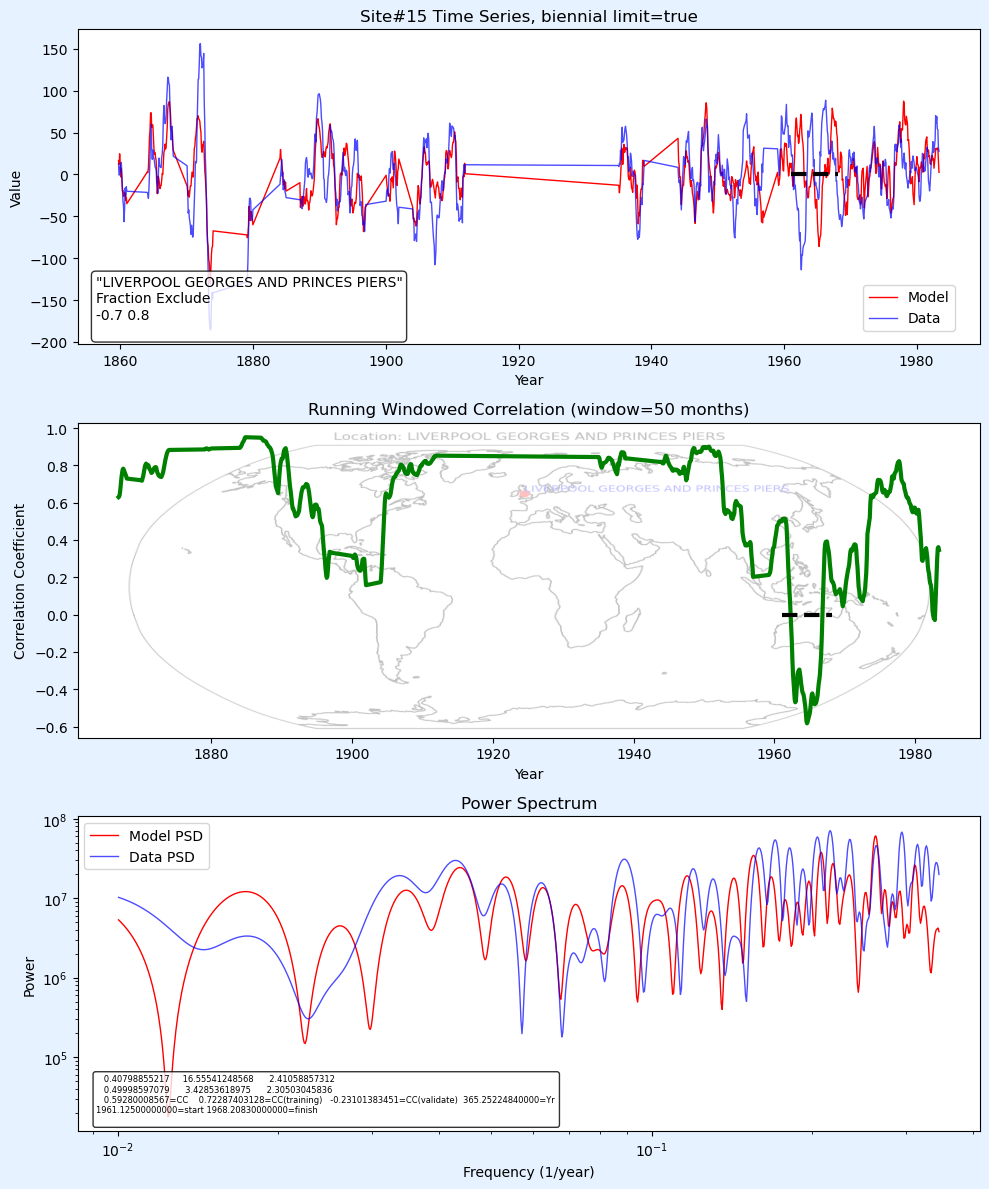 Site#15 Time Series, biennial limit=true
Value
150
100
50
0
−50
−100
−150
−200
"LIVERPOOL GEORGES AND PRINCES PIERS"
Fraction Exclude
-0.7 0.8
Model
Data
1860 1880 1900 1920 1940 1960 1980
Year
Running Windowed Correlation (window=50 months)
Location: LIVERPOOL GEORGES AND PRINCES PIERS
LIVERPOOL GEORGES AND PRINCES PIERS
Correlation Coefficient
1.0
0.8
0.6
0.4
0.2
0.0
−0.2
−0.4
−0.6
1880 1900 1920 1940 1960 1980
Year
Power Spectrum
Model PSD
Data PSD
Power
10^8
10^7
10^6
10^5
0.40798855217 16.55541248568 2.41058857312
0.49998597079 3.42853618975 2.30503045836
0.59280008567=CC 0.72287403128=CC(training) -0.23101383451=CC(validate) 365.25224840000=Yr
1961.12500000000=start 1968.20830000000=finish
10^−2 10^−1
Frequency (1/year)